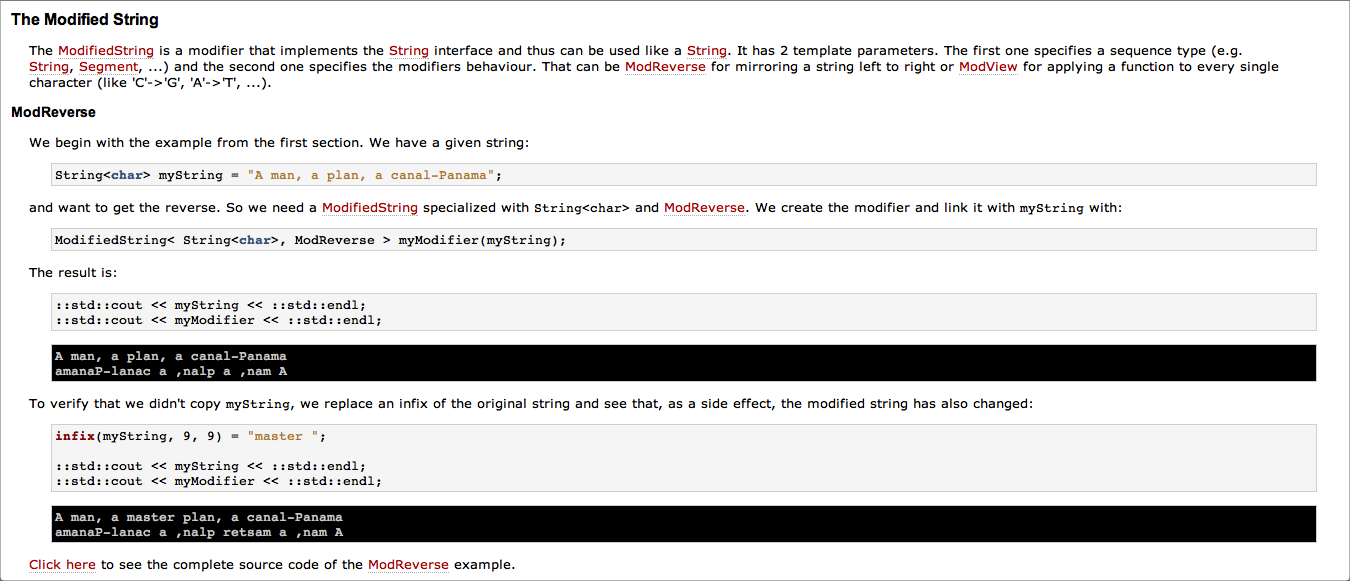 The Modified String
The ModifiedString is a modifier that implements the String interface and thus can be used like a String. It has 2 template parameters. The first one specifies a sequence type (e.g.
String, Segment, ...) and the second one specifies the modifiers behaviour. That can be ModReverse for mirroring a string left to right or ModView for applying a function to every single
character (like 'C'->'G', 'A'->'T', ...).
ModReverse
We begin with the example from the first section. We have a given string:
String<char> myString = "A man, a plan, a canal-Panama";
and want to get the reverse. So we need a ModifiedString specialized with String<char> and ModReverse. We create the modifier and link it with myString with:
ModifiedString< String<char>, ModReverse > myModifier(myString);
The result is:
::std::cout << myString << ::std::endl;
::std::cout << myModifier << ::std::endl;
A man, a plan, a canal-Panama
amanaP-lanac a ,nalp a ,nam A
To verify that we didn't copy myString, we replace an infix of the original string and see that, as a side effect, the modified string has also changed:
infix(myString, 9, 9) = "master ";
::std::cout << myString << ::std::endl;
::std::cout << myModifier << ::std::endl;
A man, a master plan, a canal-Panama
amanaP-lanac a ,nalp retsam a ,nam A
Click here to see the complete source code of the ModReverse example.